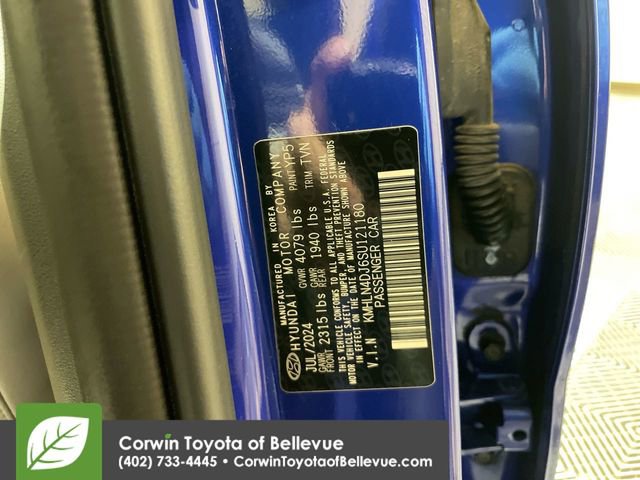 MANUFACTURED IN KOREA BY
HYUNDAI MOTOR COMPANY
JUL/2024 GVWR 4079 lbs PAINT YP5
GAWR FRONT 2315 lbs GAWR REAR 1940 lbs TRIM TVN
THIS VEHICLE CONFORMS TO ALL APPLICABLE U.S.A. FEDERAL
MOTOR VEHICLE SAFETY, BUMPER, AND THEFT PREVENTION STANDARDS
IN EFFECT ON THE DATE OF MANUFACTURE
V.I.N KMHLN4DJ6SU121180
PASSENGER CAR
Corwin Toyota of Bellevue
(402) 733-4445 • CorwinToyotaofBellevue.com